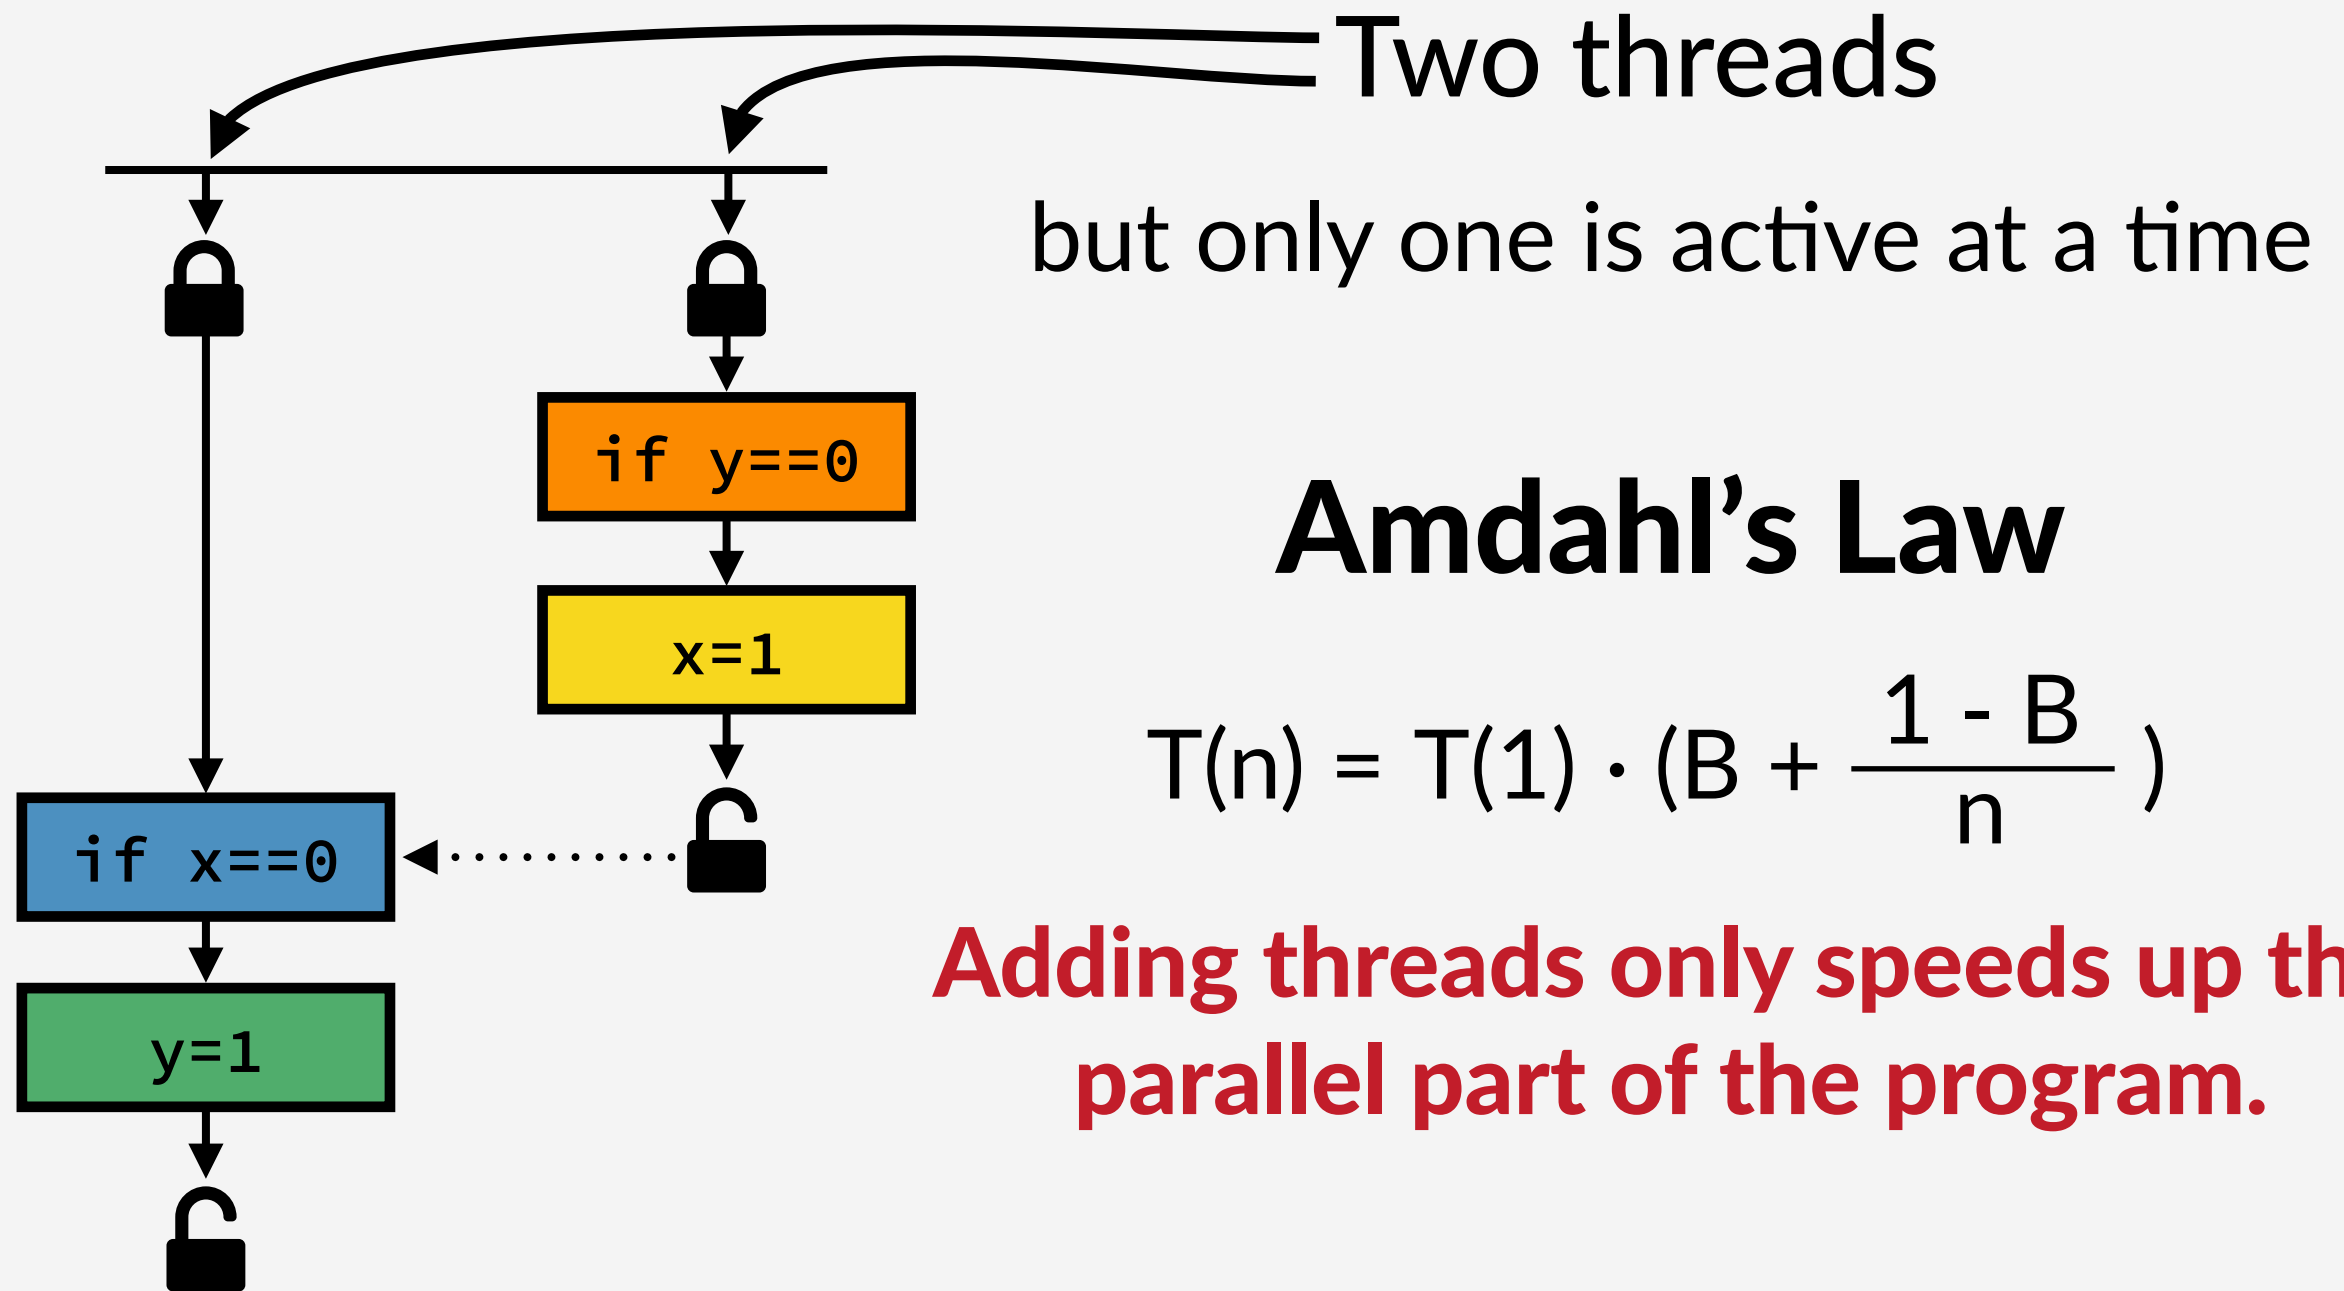 Two threads
but only one is active at a time
if y==0
x=1
if x==0
y=1
Amdahl’s Law
T(n) = T(1) · (B + 1 - B / n )
Adding threads only speeds up th
parallel part of the program.